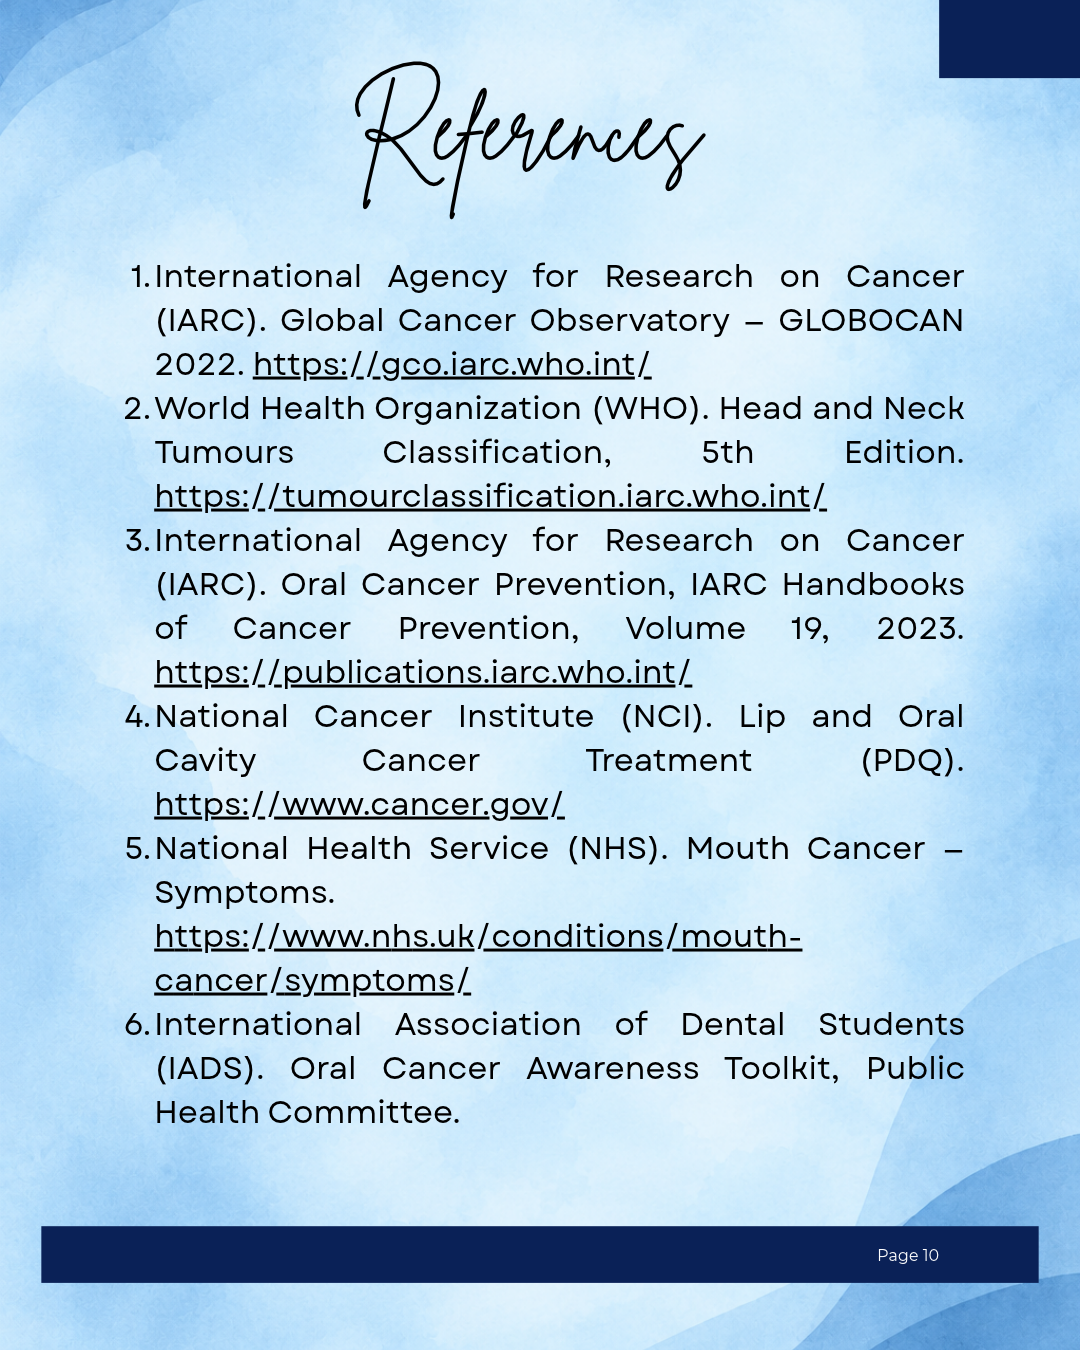 References
1. International Agency for Research on Cancer
(IARC). Global Cancer Observatory – GLOBOCAN
2022. https://gco.iarc.who.int/
2. World Health Organization (WHO). Head and Neck
Tumours Classification, 5th Edition.
https://tumourclassification.iarc.who.int/
3. International Agency for Research on Cancer
(IARC). Oral Cancer Prevention, IARC Handbooks
of Cancer Prevention, Volume 19, 2023.
https://publications.iarc.who.int/
4. National Cancer Institute (NCI). Lip and Oral
Cavity Cancer Treatment (PDQ).
https://www.cancer.gov/
5. National Health Service (NHS). Mouth Cancer –
Symptoms.
https://www.nhs.uk/conditions/mouth-
cancer/symptoms/
6. International Association of Dental Students
(IADS). Oral Cancer Awareness Toolkit, Public
Health Committee.
Page 10